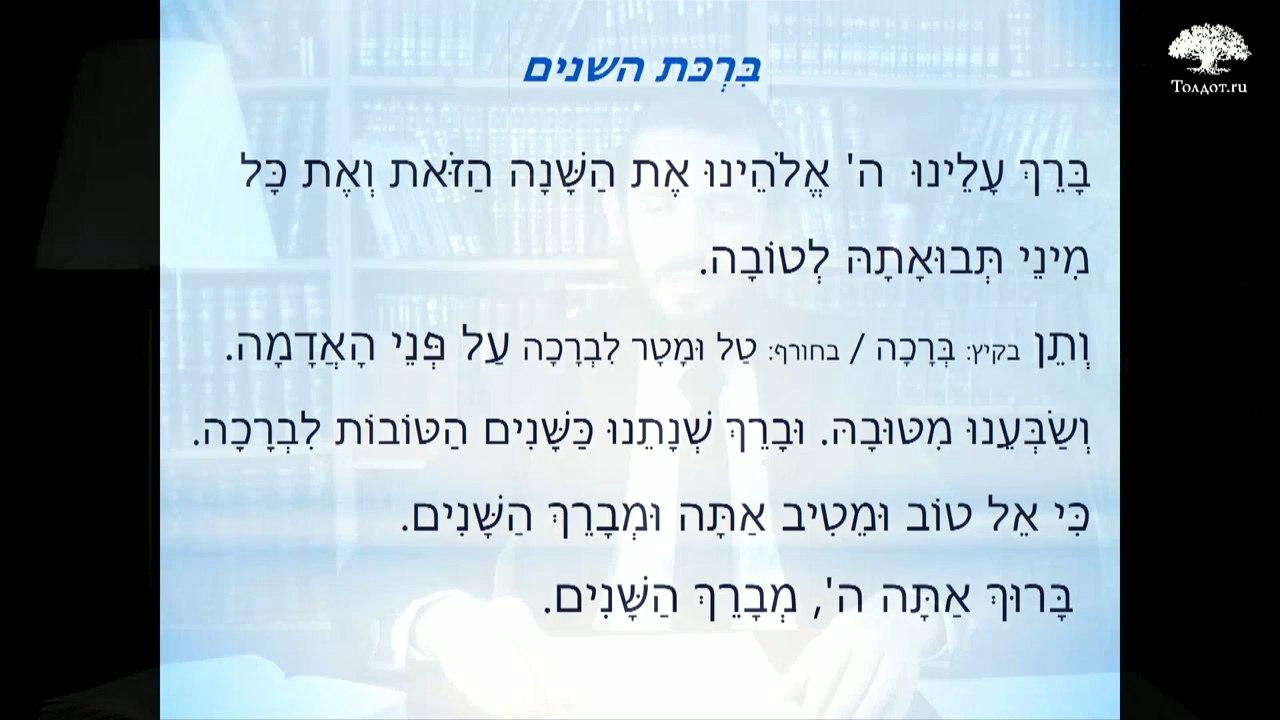 בִּרְכַּת השנים
בָּרֵךְ עָלֵינוּ ה' אֱלֹהֵינוּ אֶת הַשָּׁנָה הַזֹּאת וְאֶת כָּל
מִינֵי תְּבוּאָתָהּ לְטוֹבָה.
וְתֵן בקיץ: בְּרָכָה / בחורף: טַל וּמָטָר לִבְרָכָה עַל פְּנֵי הָאֲדָמָה.
וְשַׂבְּעֵנוּ מִטּוּבָהּ. וּבָרֵךְ שְׁנָתֵנוּ כַּשָּׁנִים הַטּוֹבוֹת לִבְרָכָה.
כִּי אֵל טוֹב וּמֵטִיב אַתָּה וּמְבָרֵךְ הַשָּׁנִים.
בָּרוּךְ אַתָּה ה', מְבָרֵךְ הַשָּׁנִים.
Толдот.ru